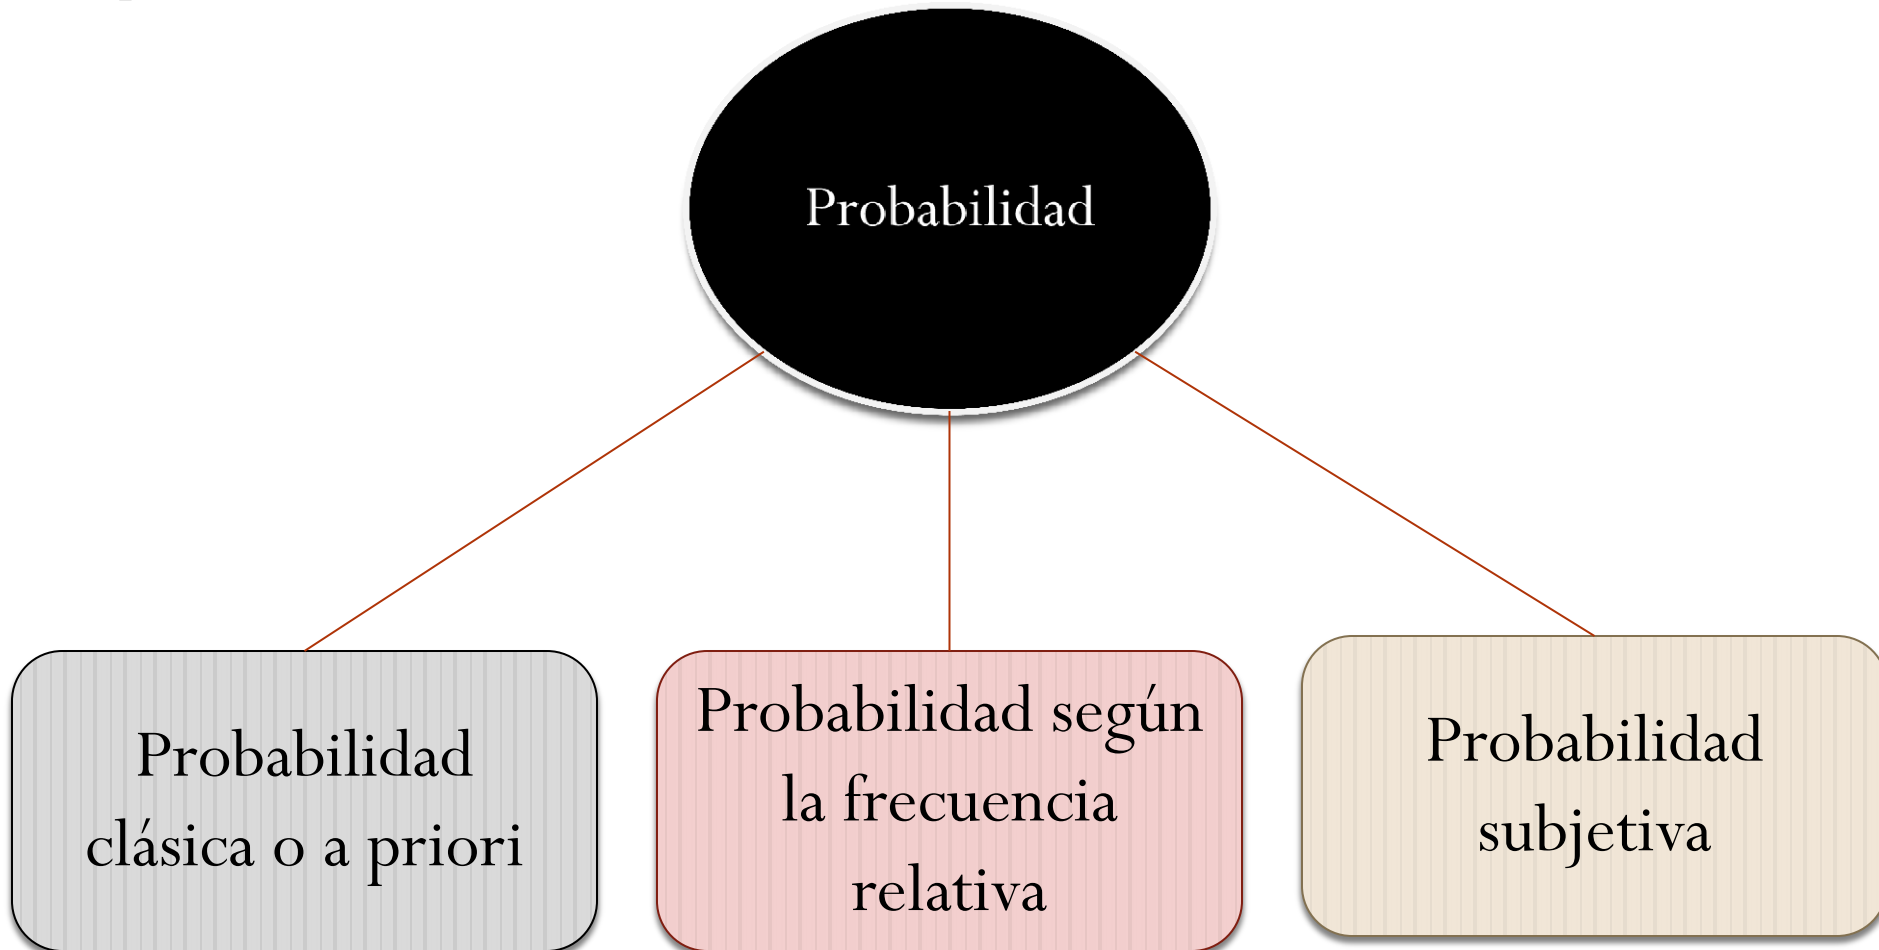 Probabilidad
Probabilidad
clásica o a priori
Probabilidad según
la frecuencia
relativa
Probabilidad
subjetiva